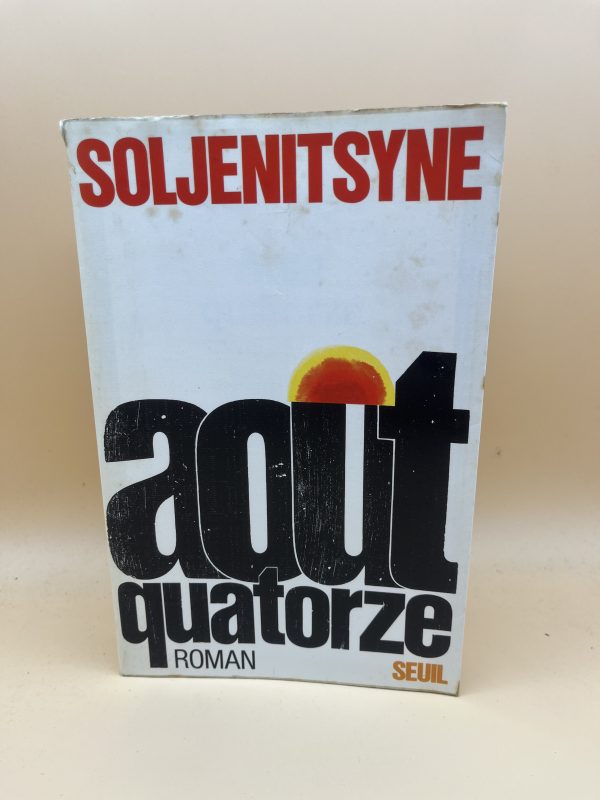 SOLJENITSYNE
août
quatorze
ROMAN
SEUIL